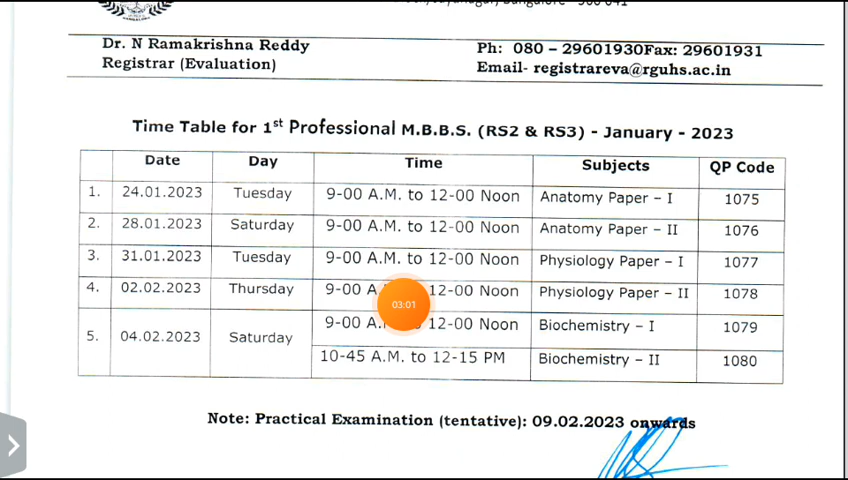 Dr. N Ramakrishna Reddy
Registrar (Evaluation)
Ph: 080 - 29601930Fax: 29601931
Email- registrareva@rguhs.ac.in
Time Table for 1st Professional M.B.B.S. (RS2 & RS3) - January - 2023
Date Day Time Subjects QP Code
1. 24.01.2023 Tuesday 9-00 A.M. to 12-00 Noon Anatomy Paper - I 1075
2. 28.01.2023 Saturday 9-00 A.M. to 12-00 Noon Anatomy Paper - II 1076
3. 31.01.2023 Tuesday 9-00 A.M. to 12-00 Noon Physiology Paper - I 1077
4. 02.02.2023 Thursday 9-00 A 12-00 Noon Physiology Paper - II 1078
03:01
5. 04.02.2023 Saturday 9-00 A. 12-00 Noon Biochemistry - I 1079
10-45 A.M. to 12-15 PM Biochemistry - II 1080
Note: Practical Examination (tentative): 09.02.2023 onwards